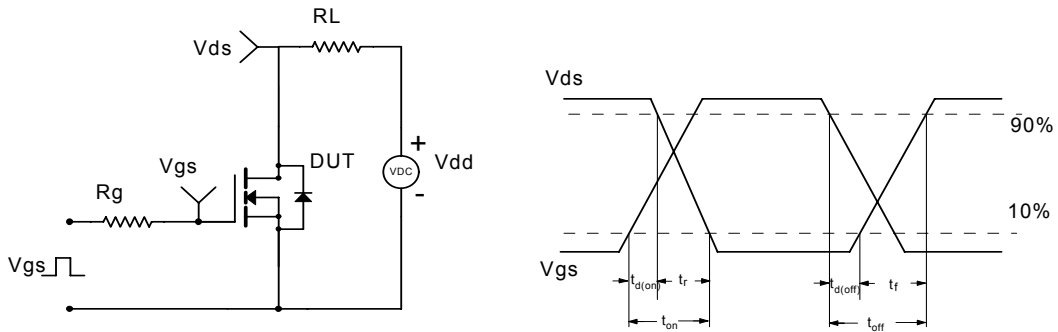 RL
Vds
DUT
Vgs
Rg
VDC
+
-
Vdd
Vgs
Vds
90%
10%
Vgs
td(on)
tr
td(off)
tf
ton
toff